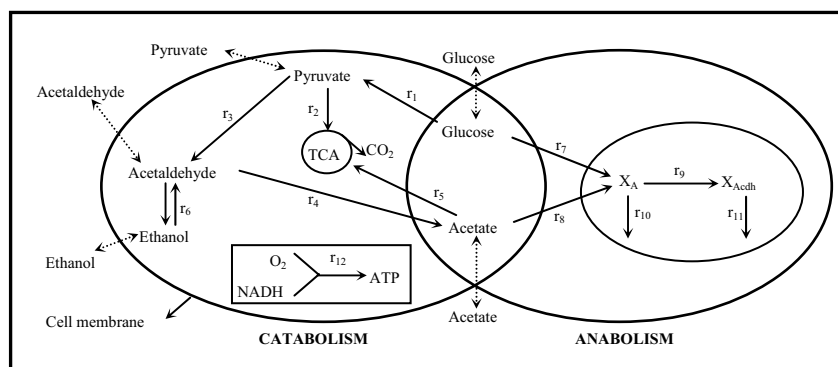 Pyruvate
Glucose
Pyruvate
Acetaldehyde
r1
r3
r2
Glucose
r7
TCA
CO2
Acetaldehyde
XA
r9
XAcdh
r5
r4
r6
r8
r10
r11
Acetate
Ethanol
Ethanol
O2
r12
ATP
NADH
Cell membrane
Acetate
CATABOLISM
ANABOLISM